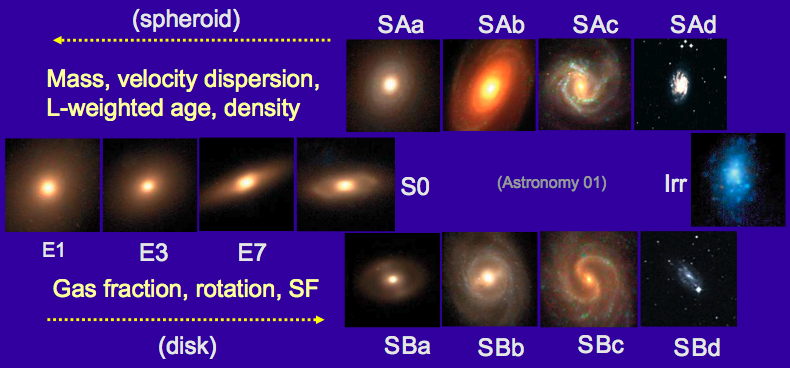 (spheroid)
SAa SAb SAc SAd
Mass, velocity dispersion,
L-weighted age, density
S0 (Astronomy 01) Irr
E1 E3 E7
Gas fraction, rotation, SF
(disk)
SBa SBb SBc SBd